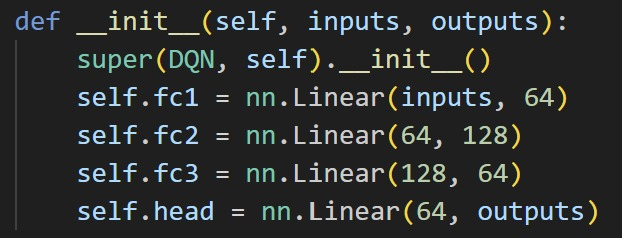 def __init__(self, inputs, outputs):
super(DQN, self).__init__()
self.fc1 = nn.Linear(inputs, 64)
self.fc2 = nn.Linear(64, 128)
self.fc3 = nn.Linear(128, 64)
self.head = nn.Linear(64, outputs)